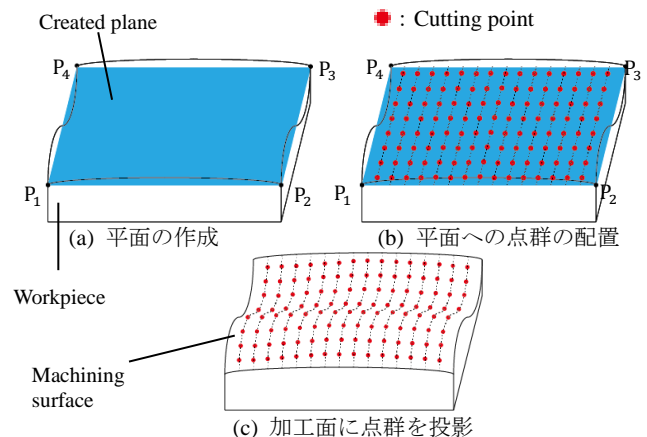 Created plane
: Cutting point
P4
P3
P1
P2
P4
P3
P1
P2
(a) 平面の作成
(b) 平面への点群の配置
Workpiece
Machining
surface
(c) 加工面に点群を投影